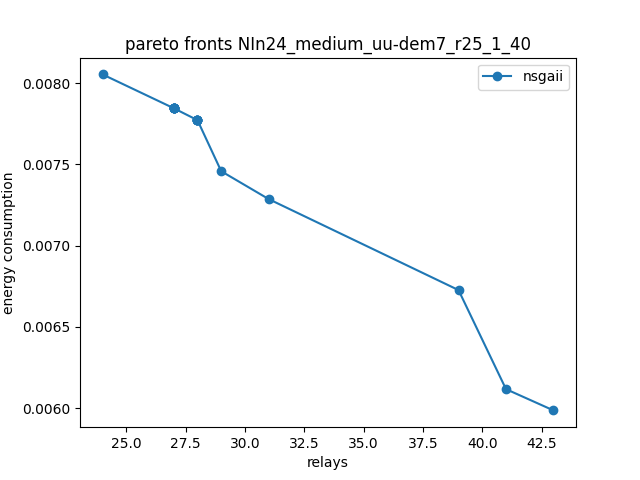 pareto fronts NIn24_medium_uu-dem7_r25_1_40
nsgaii
energy consumption
0.0080
0.0075
0.0070
0.0065
0.0060
25.0 27.5 30.0 32.5 35.0 37.5 40.0 42.5
relays